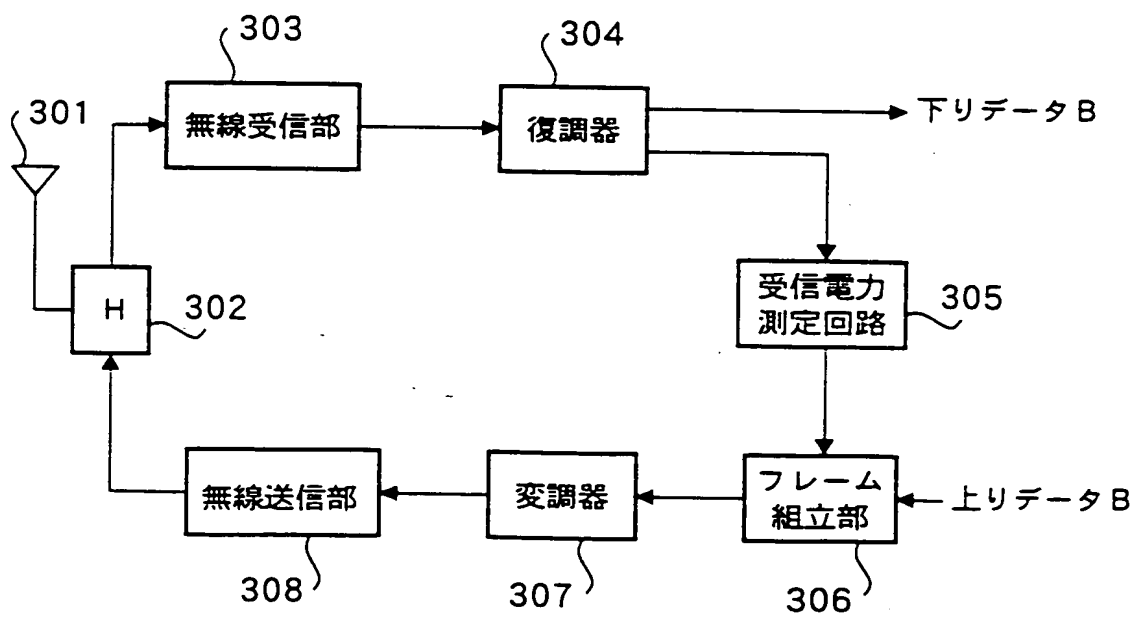 303
304
301
無線受信部
復調器
下りデータB
H
302
受信電力
測定回路
305
無線送信部
変調器
フレーム
組立部
上りデータB
308
307
306